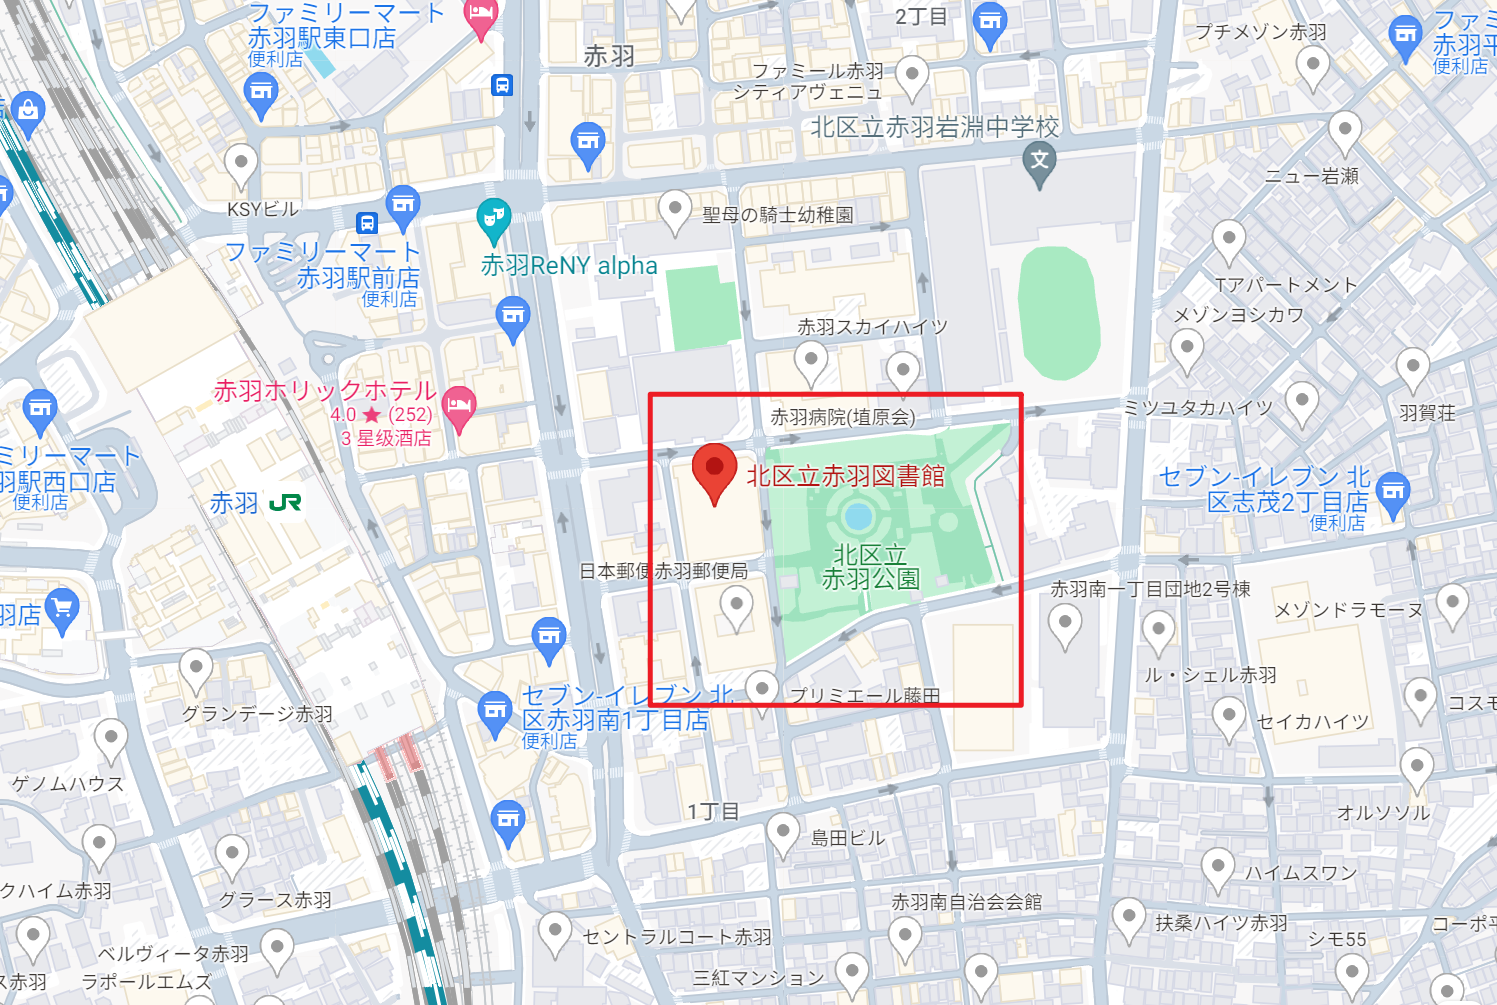 ファミリーマート
赤羽駅東口店
便利店
2丁目
プチメゾン赤羽
赤羽
ファミール赤羽
シティアヴェニュ
北区立赤羽岩淵中学校
文
ニュー岩瀬
KSYビル
聖母の騎士幼稚園
ファミリーマート
赤羽駅前店
便利店
赤羽ReNY alpha
Tアパートメント
メゾンヨシカワ
赤羽スカイハイツ
赤羽ホリックホテル
4.0 ★ (252)
3 星级酒店
赤羽病院(埴原会)
ミツユタカハイツ
羽賀荘
ミリーマート
羽駅西口店
便利店
赤羽 JR
北区立赤羽図書館
セブン-イレブン 北
区志茂2丁目店
便利店
北区立
赤羽公園
日本郵便赤羽郵便局
赤羽南一丁目団地2号棟
メゾンドラモーヌ
羽店
ル・シェル赤羽
セブン-イレブン 北
区赤羽南1丁目店
便利店
プリミエール藤田
コスモ
セイカハイツ
グランデージ赤羽
ゲノムハウス
1丁目
オルソソル
島田ビル
ハイムスワン
クハイム赤羽
グラース赤羽
赤羽南自治会会館
扶桑ハイツ赤羽
コーポ平
シモ55
セントラルコート赤羽
ベルヴィータ赤羽
ラポールエムズ
ス赤羽
三紅マンション
ファミ
赤羽平
便利店